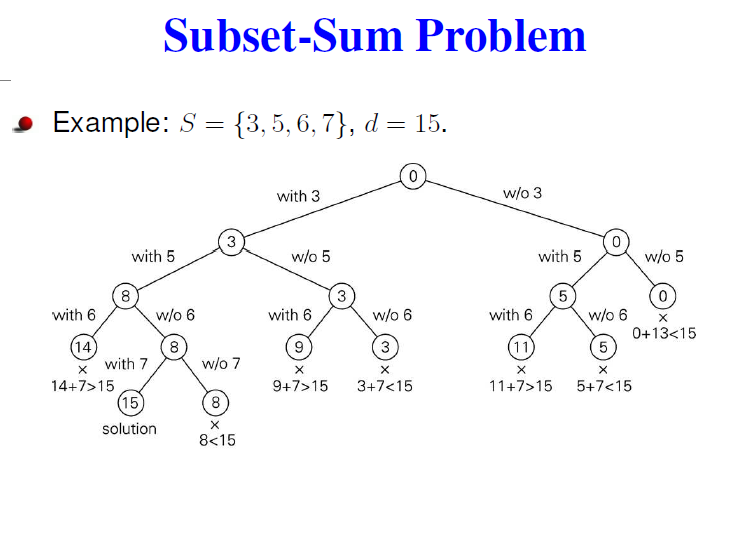 Subset-Sum Problem
Example: S = {3, 5, 6, 7}, d = 15.
0
with 3 w/o 3
3 0
with 5 w/o 5 with 5 w/o 5
8 3 5 0
with 6 w/o 6 with 6 w/o 6 with 6 w/o 6 x
0+13<15
14 8 9 3 11 5
x with 7 w/o 7 x x x x
14+7>15 9+7>15 3+7<15 11+7>15 5+7<15
15 8
solution x
8<15